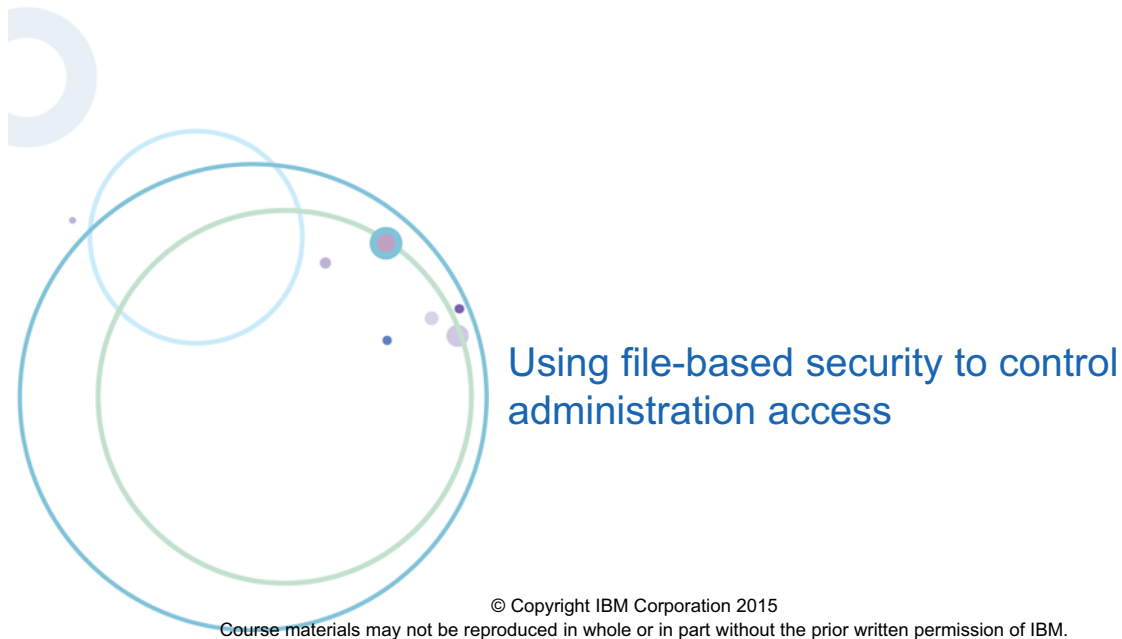 Using file-based security to control
administration access
© Copyright IBM Corporation 2015
Course materials may not be reproduced in whole or in part without the prior written permission of IBM.